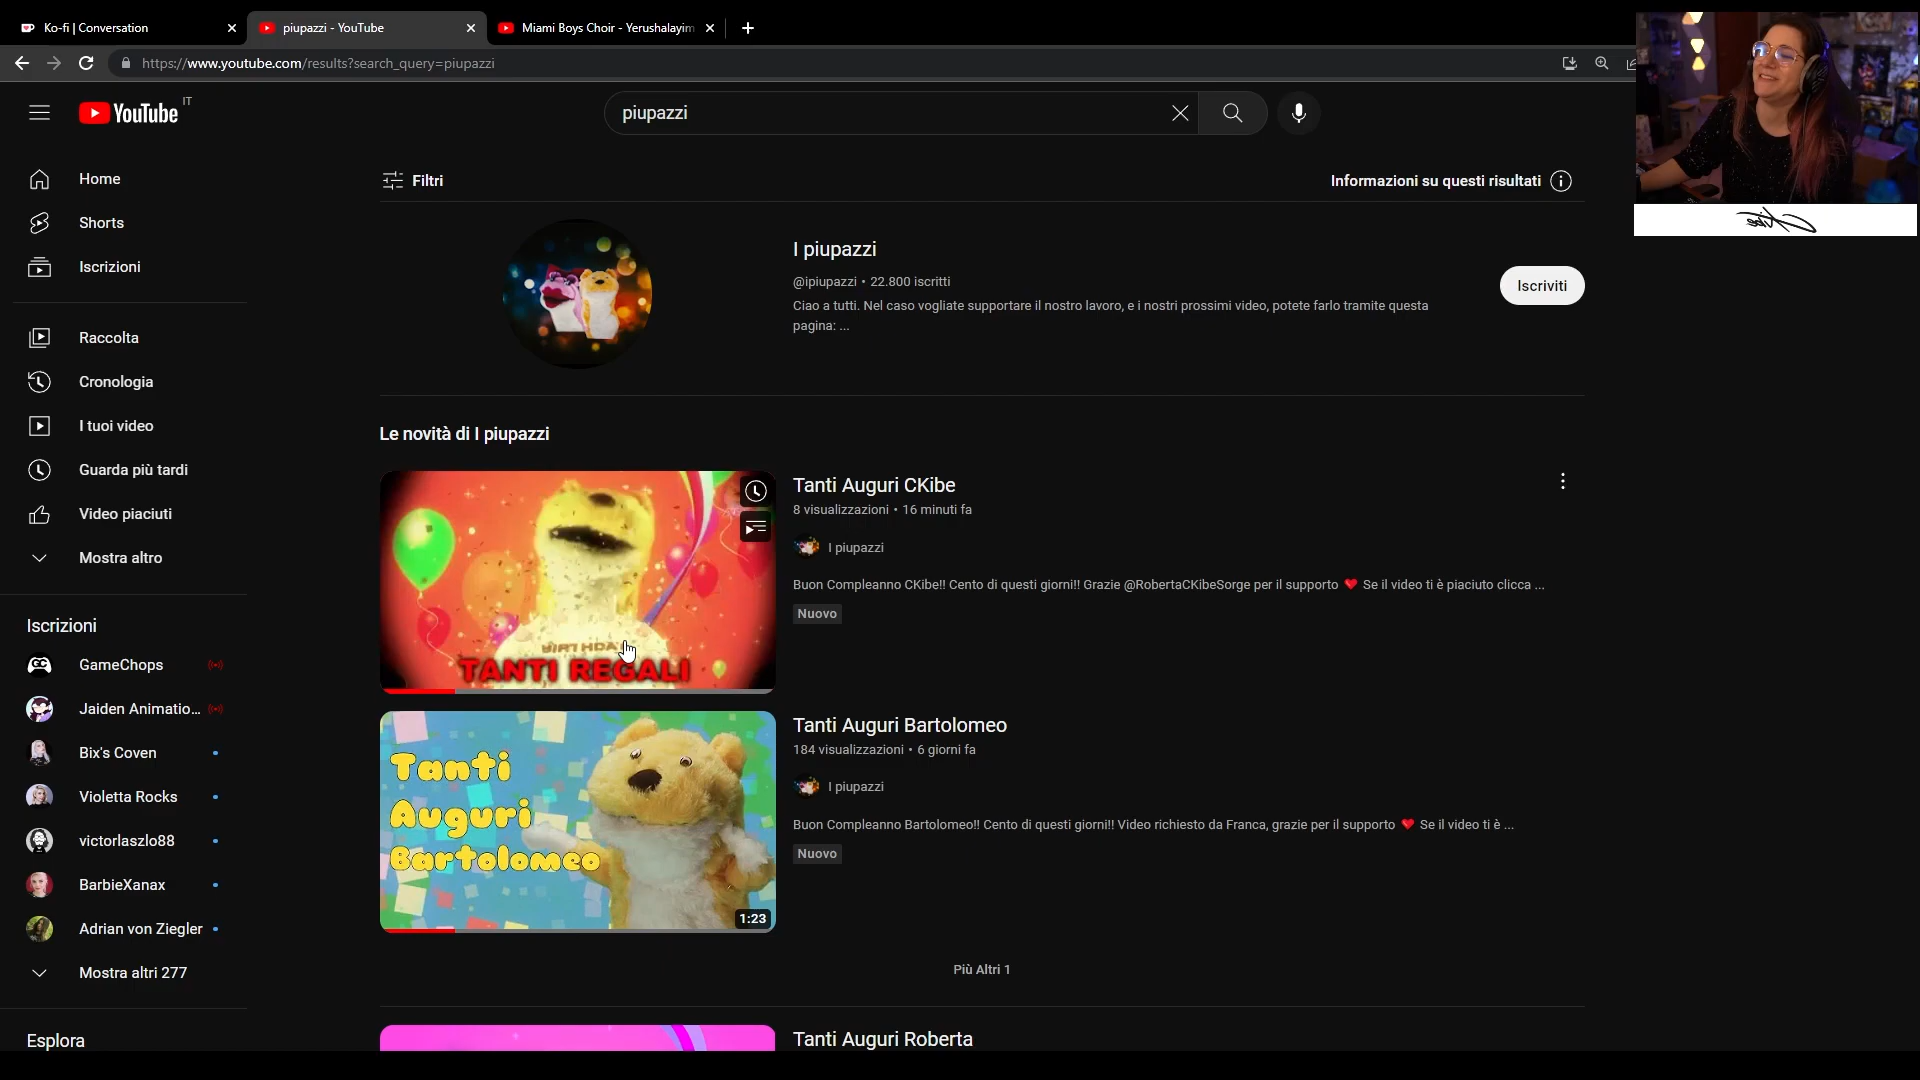 Ko-fi | Conversation
piupazzi - YouTube
Miami Boys Choir - Yerushalayim
https://www.youtube.com/results?search_query=piupazzi
YouTube IT
piupazzi
Home
Shorts
Iscrizioni
Raccolta
Cronologia
I tuoi video
Guarda più tardi
Video piaciuti
Mostra altro
Iscrizioni
GameChops
Jaiden Animatio...
Bix's Coven
Violetta Rocks
victorlaszlo88
BarbieXanax
Adrian von Ziegler
Mostra altri 277
Esplora
Filtri
Informazioni su questi risultati
I piupazzi
@ipiupazzi • 22.800 iscritti
Ciao a tutti. Nel caso vogliate supportare il nostro lavoro, e i nostri prossimi video, potete farlo tramite questa
pagina: ...
Iscriviti
Le novità di I piupazzi
TANTI REGALI
Tanti Auguri CKibe
8 visualizzazioni • 16 minuti fa
I piupazzi
Buon Compleanno CKibe!! Cento di questi giorni!! Grazie @RobertaCKibeSorge per il supporto ❤ Se il video ti è piaciuto clicca ...
Nuovo
Tanti
Auguri
Bartolomeo
1:23
Tanti Auguri Bartolomeo
184 visualizzazioni • 6 giorni fa
I piupazzi
Buon Compleanno Bartolomeo!! Cento di questi giorni!! Video richiesto da Franca, grazie per il supporto ❤ Se il video ti è ...
Nuovo
Più Altri 1
Tanti Auguri Roberta